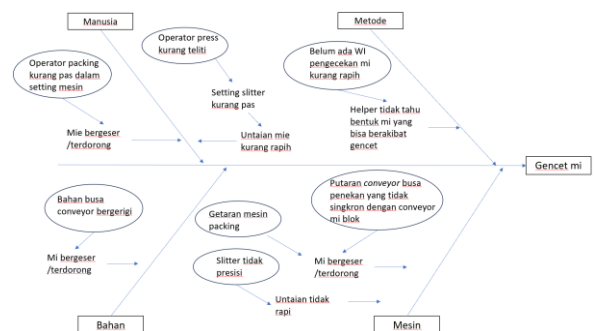 Manusia
Metode
Operator press
kurang teliti
Belum ada WI
pengecekan mi
kurang rapih
Operator packing
kurang pas dalam
setting mesin
Setting slitter
kurang pas
Helper tidak tahu
bentuk mi yang
bisa berakibat
gencet
Mie bergeser
/terdorong
Untaian mie
kurang rapih
Gencet mi
Bahan busa
conveyor bergerigi
Getaran mesin
packing
Putaran conveyor busa
penekan yang tidak
singkron dengan conveyor
mi blok
Mi bergeser
/terdorong
Slitter tidak
presisi
Mi bergeser
/terdorong
Untaian tidak
rapi
Bahan
Mesin